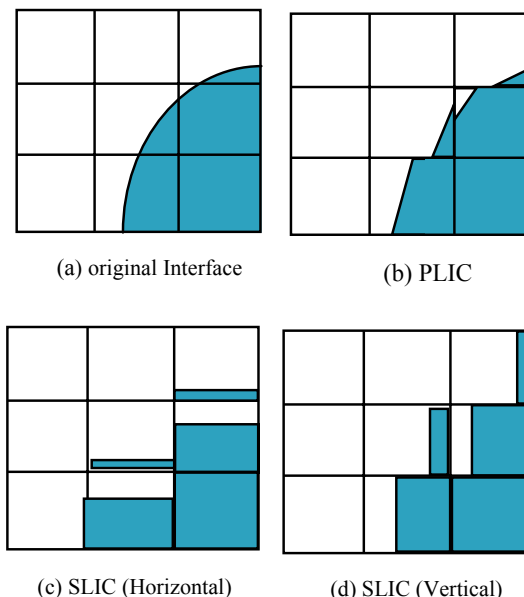 (a) original Interface
(b) PLIC
(c) SLIC (Horizontal)
(d) SLIC (Vertical)